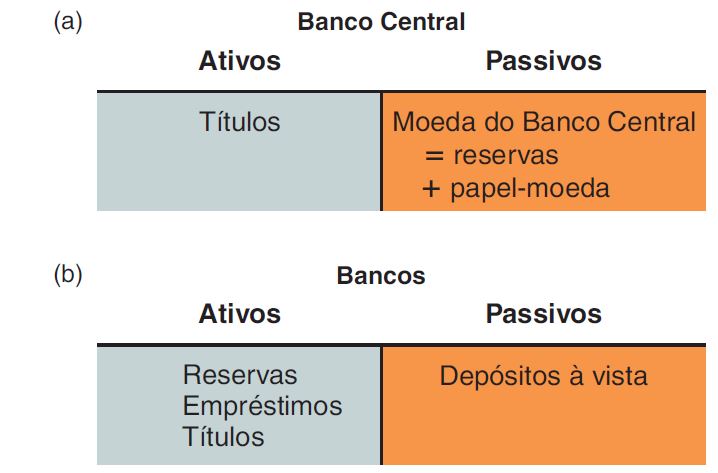 (a) Banco Central
Ativos Passivos
Títulos Moeda do Banco Central
= reservas
+ papel-moeda
(b) Bancos
Ativos Passivos
Reservas Depósitos à vista
Empréstimos
Títulos